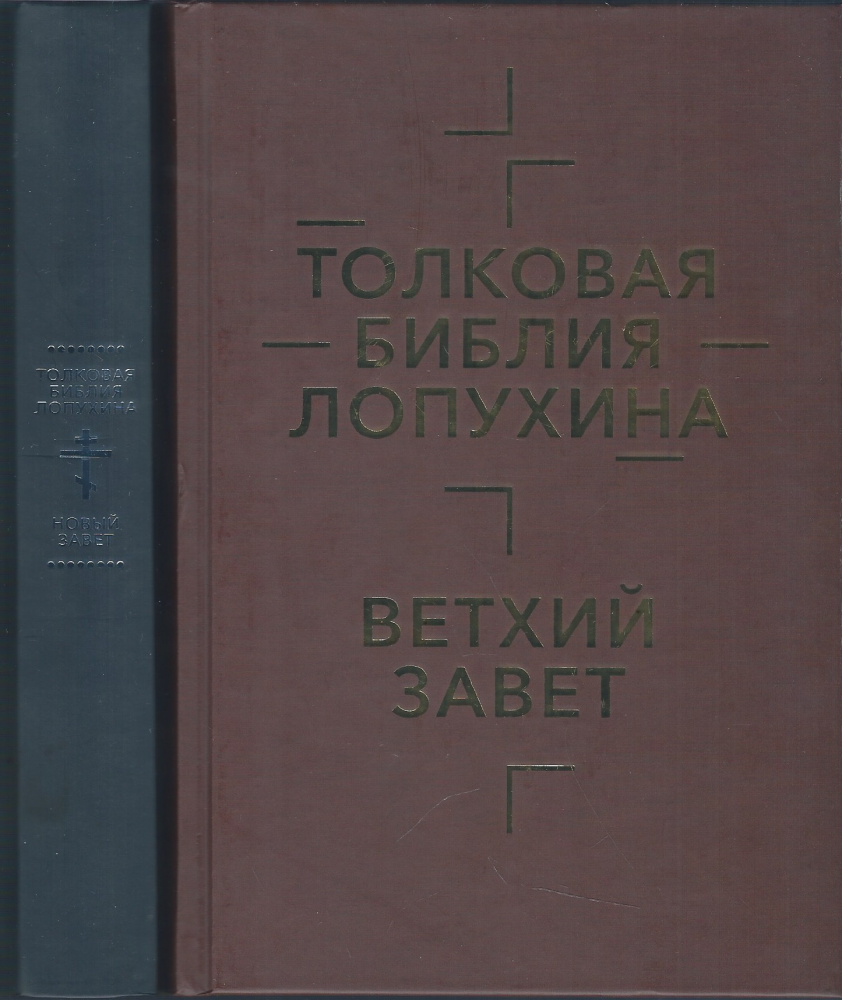 ТОЛКОВАЯ
БИБЛИЯ
ЛОПУХИНА
НОВЫЙ
ЗАВЕТ
ТОЛКОВАЯ
БИБЛИЯ
ЛОПУХИНА
ВЕТХИЙ
ЗАВЕТ